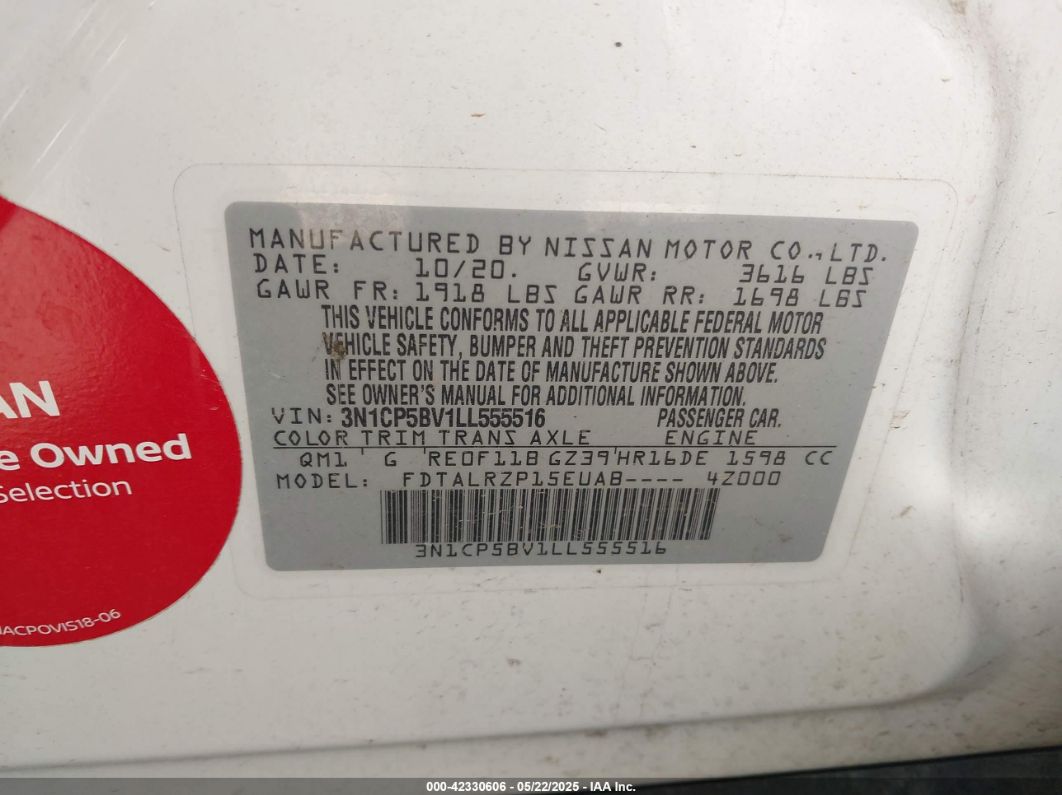 MANUFACTURED BY NISSAN MOTOR CO.,LTD.
DATE: 10/20. GVWR: 3616 LBS
GAWR FR: 1918 LBS GAWR RR: 1698 LBS
THIS VEHICLE CONFORMS TO ALL APPLICABLE FEDERAL MOTOR
VEHICLE SAFETY, BUMPER AND THEFT PREVENTION STANDARDS
IN EFFECT ON THE DATE OF MANUFACTURE SHOWN ABOVE.
SEE OWNER'S MANUAL FOR ADDITIONAL INFORMATION.
VIN: 3N1CP5BV1LL555516 PASSENGER CAR.
COLOR TRIM TRANS AXLE ENGINE
QM1 G RE0F11B GZ39 HR16DE 1598 CC
MODEL: FDTALRZP15EUAB---- 4Z000
3N1CP5BV1LL555516
AN
e Owned
Selection
ACPOVIS18-06
000-42330606 - 05/22/2025 - IAA Inc.